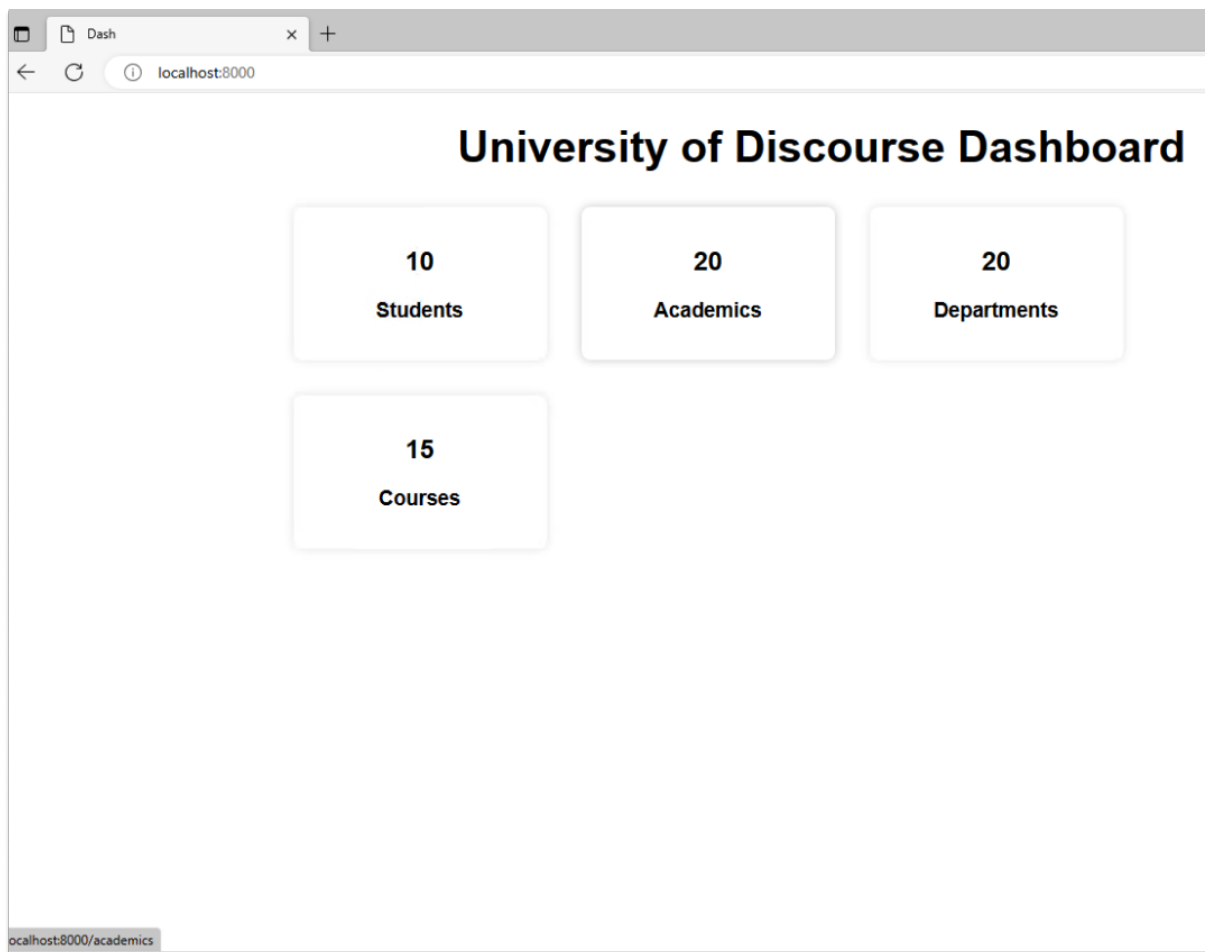 Dash
localhost:8000
University of Discourse Dashboard
10
Students
20
Academics
20
Departments
15
Courses
ocalhost:8000/academics